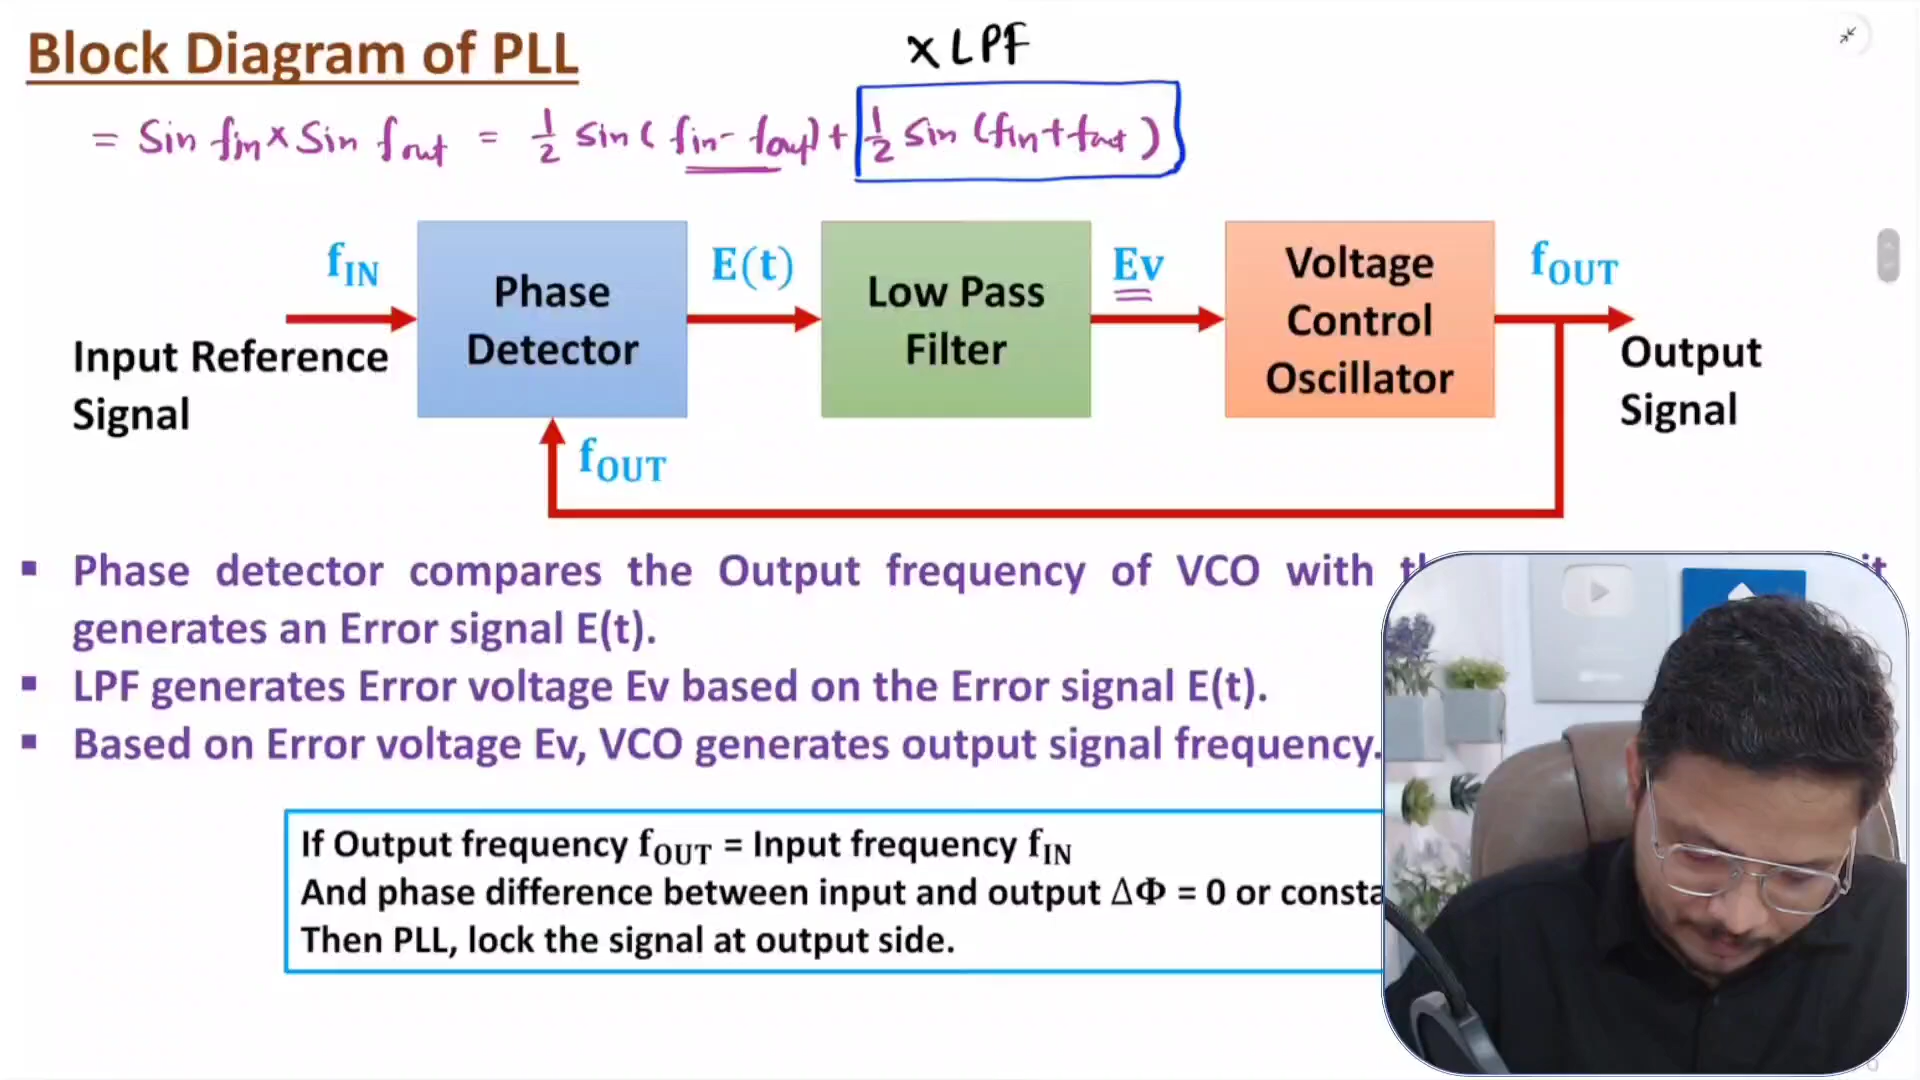 Block Diagram of PLL
× LPF
= Sin fin × Sin fout = 1/2 sin( fin - fout) + 1/2 sin (fin + fout )
fIN
E(t)
Ev
fOUT
Phase
Detector
Low Pass
Filter
Voltage
Control
Oscillator
Input Reference
Signal
Output
Signal
fOUT
▪ Phase detector compares the Output frequency of VCO with it
generates an Error signal E(t).
▪ LPF generates Error voltage Ev based on the Error signal E(t).
▪ Based on Error voltage Ev, VCO generates output signal frequency.
If Output frequency fOUT = Input frequency fIN
And phase difference between input and output ΔΦ = 0 or
Then PLL, lock the signal at output side.